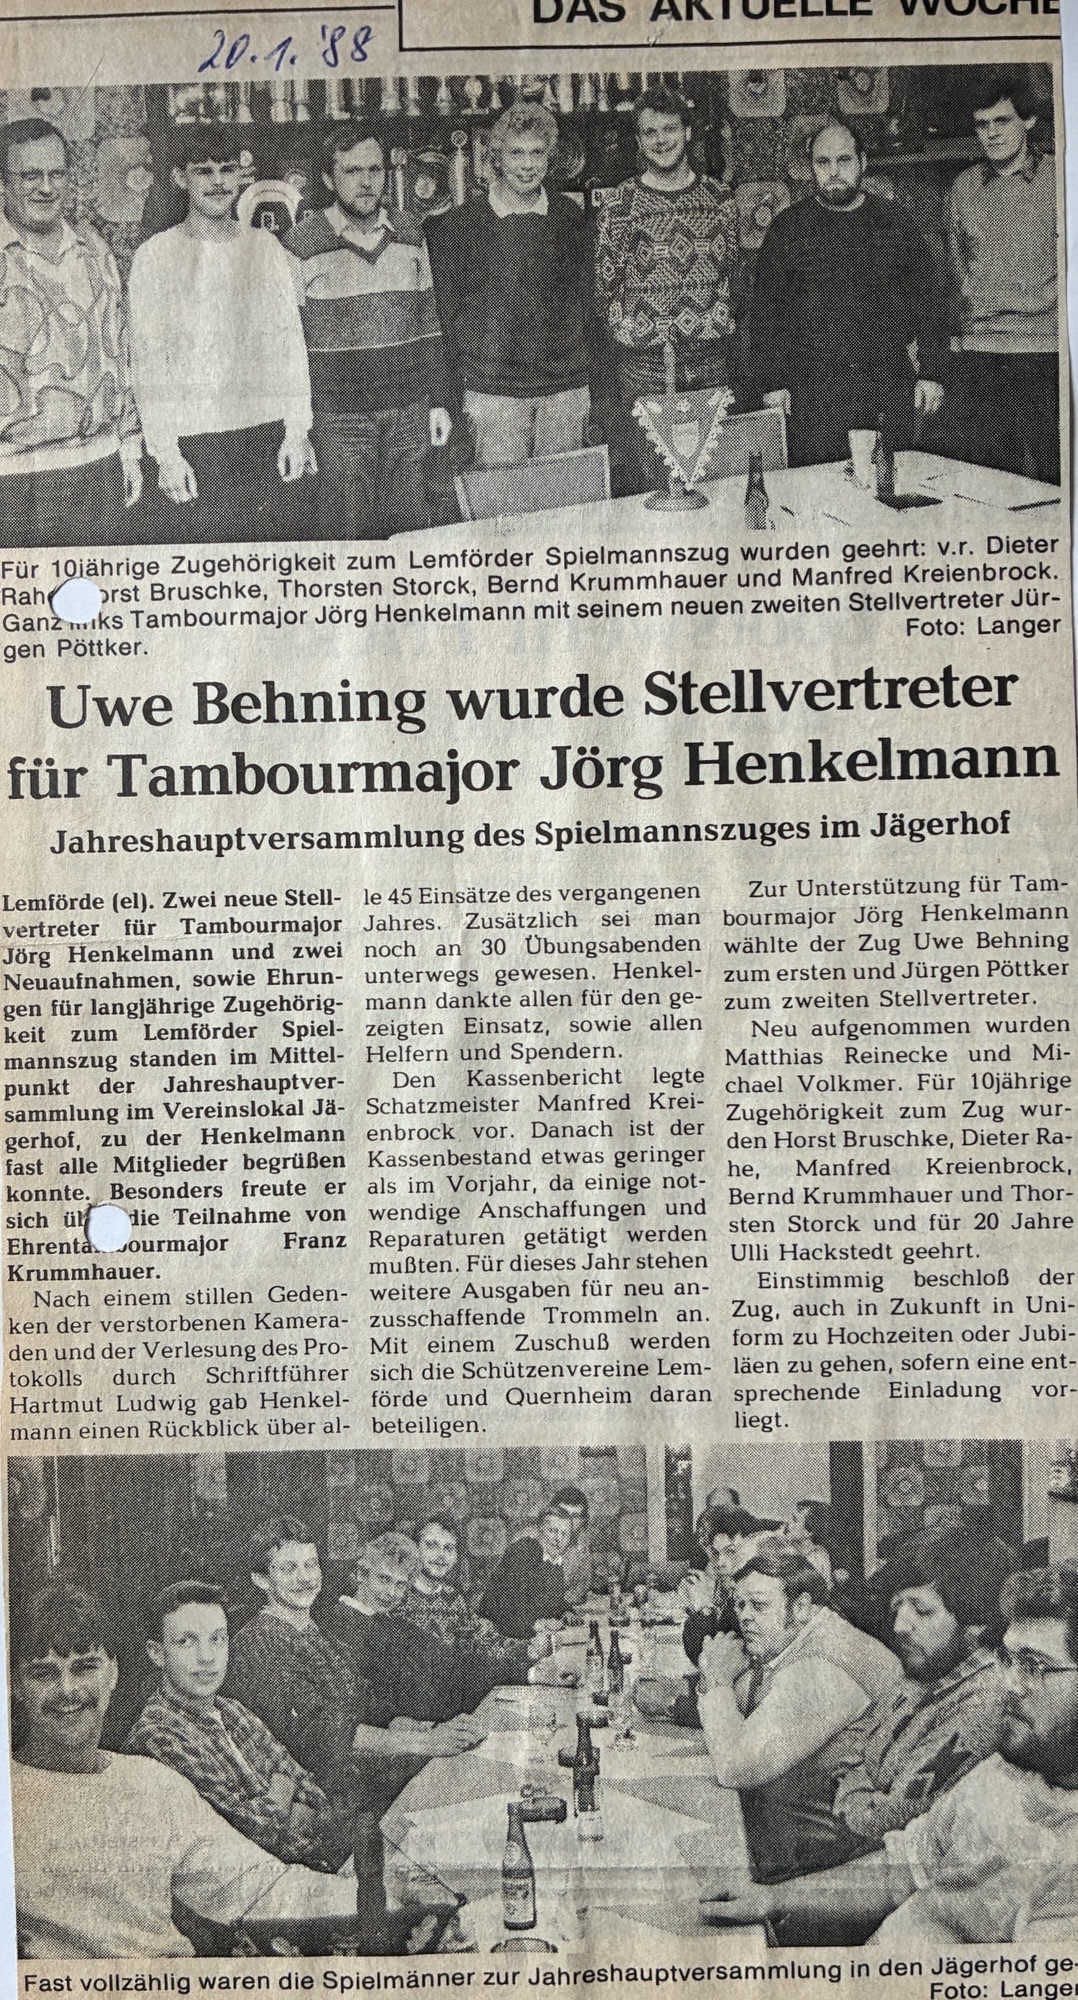 DAS AKTUELLE WOCHE
20.1.'88
Für 10jährige Zugehörigkeit zum Lemförder Spielmannszug wurden geehrt: v.r. Dieter
Rahe orst Bruschke, Thorsten Storck, Bernd Krummhauer und Manfred Kreienbrock.
Ganz links Tambourmajor Jörg Henkelmann mit seinem neuen zweiten Stellvertreter Jür-
gen Pöttker.
Foto: Langer
Uwe Behning wurde Stellvertreter
für Tambourmajor Jörg Henkelmann
Jahreshauptversammlung des Spielmannszuges im Jägerhof
Lemförde (el). Zwei neue Stell-
vertreter für Tambourmajor
Jörg Henkelmann und zwei
Neuaufnahmen, sowie Ehrun-
gen für langjährige Zugehörig-
keit zum Lemförder Spiel-
mannszug standen im Mittel-
punkt der Jahreshauptver-
sammlung im Vereinslokal Jä-
gerhof, zu der Henkelmann
fast alle Mitglieder begrüßen
konnte. Besonders freute er
sich über die Teilnahme von
Ehrentambourmajor Franz
Krummhauer.
Nach einem stillen Geden-
ken der verstorbenen Kamera-
den und der Verlesung des Pro-
tokolls durch Schriftführer
Hartmut Ludwig gab Henkel-
mann einen Rückblick über al-
le 45 Einsätze des vergangenen
Jahres. Zusätzlich sei man
noch an 30 Übungsabenden
unterwegs gewesen. Henkel-
mann dankte allen für den ge-
zeigten Einsatz, sowie allen
Helfern und Spendern.
Den Kassenbericht legte
Schatzmeister Manfred Krei-
enbrock vor. Danach ist der
Kassenbestand etwas geringer
als im Vorjahr, da einige not-
wendige Anschaffungen und
Reparaturen getätigt werden
mußten. Für dieses Jahr stehen
weitere Ausgaben für neu an-
zusschaffende Trommeln an.
Mit einem Zuschuß werden
sich die Schützenvereine Lem-
förde und Quernheim daran
beteiligen.
Zur Unterstützung für Tam-
bourmajor Jörg Henkelmann
wählte der Zug Uwe Behning
zum ersten und Jürgen Pöttker
zum zweiten Stellvertreter.
Neu aufgenommen wurden
Matthias Reinecke und Mi-
chael Volkmer. Für 10jährige
Zugehörigkeit zum Zug wur-
den Horst Bruschke, Dieter Ra-
he, Manfred Kreienbrock,
Bernd Krummhauer und Thor-
sten Storck und für 20 Jahre
Ulli Hackstedt geehrt.
Einstimmig beschloß der
Zug, auch in Zukunft in Uni-
form zu Hochzeiten oder Jubi-
läen zu gehen, sofern eine ent-
sprechende Einladung vor-
liegt.
Fast vollzählig waren die Spielmänner zur Jahreshauptversammlung in den Jägerhof ge-
Foto: Langer